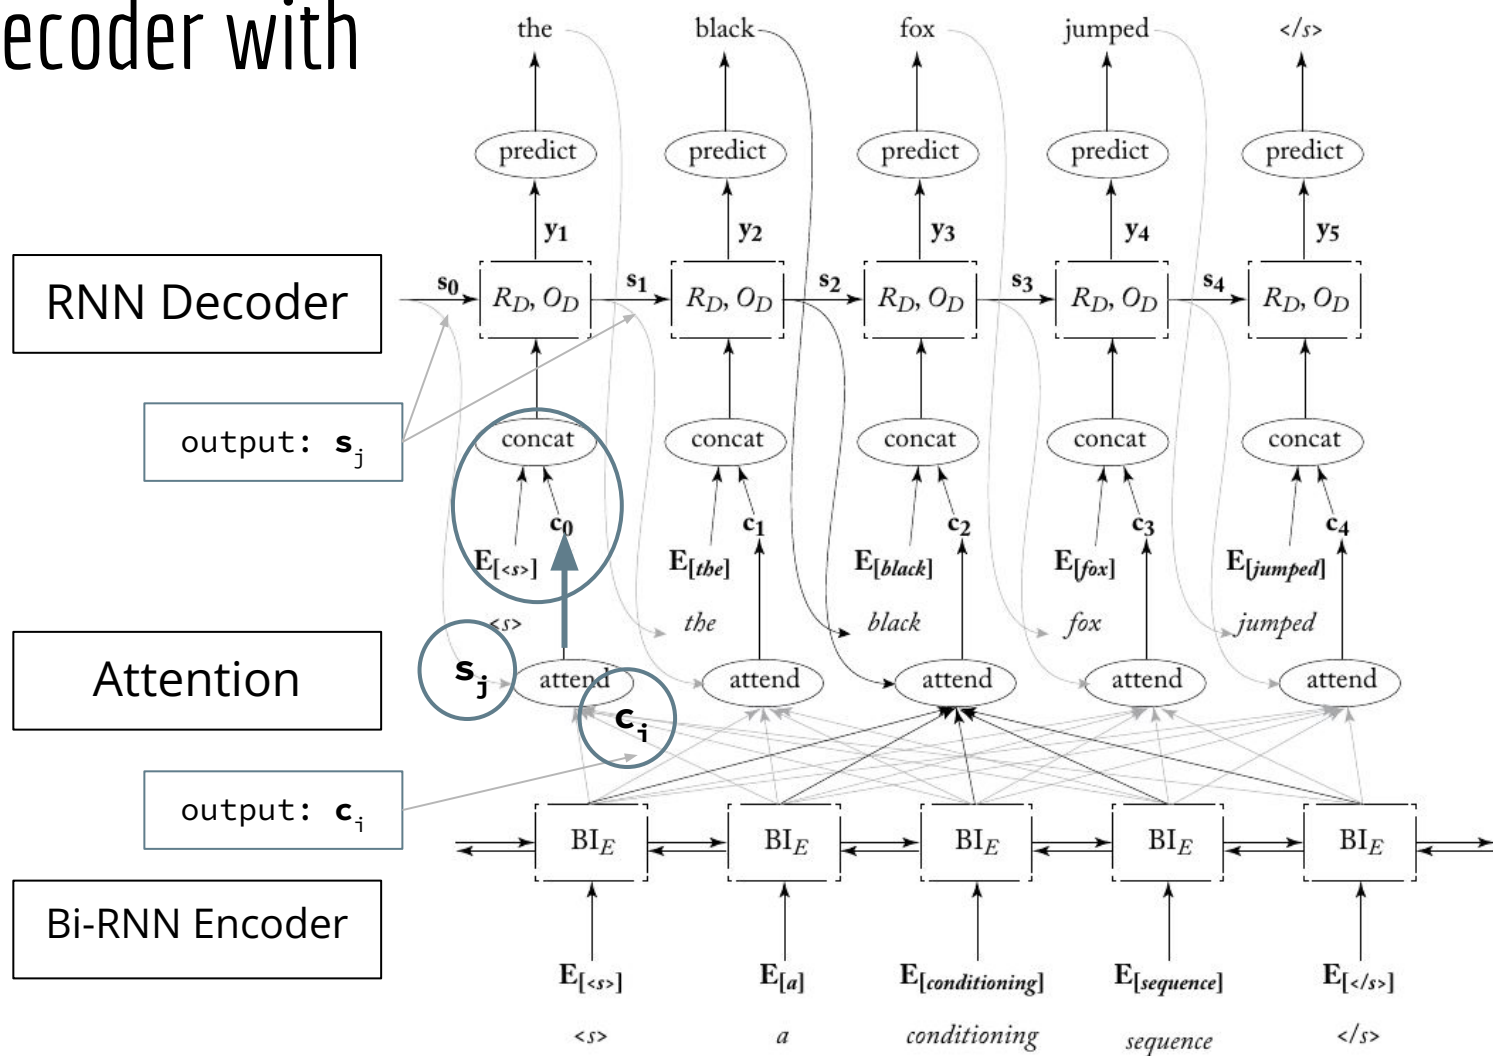 ecoder with
the black fox jumped </s>
predict predict predict predict predict
y1 y2 y3 y4 y5
RNN Decoder
s0 RD, OD s1 RD, OD s2 RD, OD s3 RD, OD s4 RD, OD
output: sj
concat concat concat concat concat
c0 c1 c2 c3 c4
E[<s>] E[the] E[black] E[fox] E[jumped]
<s> the black fox jumped
Attention
sj attend attend attend attend attend
ci
output: ci
BIE BIE BIE BIE BIE
Bi-RNN Encoder
E[<s>] E[a] E[conditioning] E[sequence] E[</s>]
<s> a conditioning sequence </s>